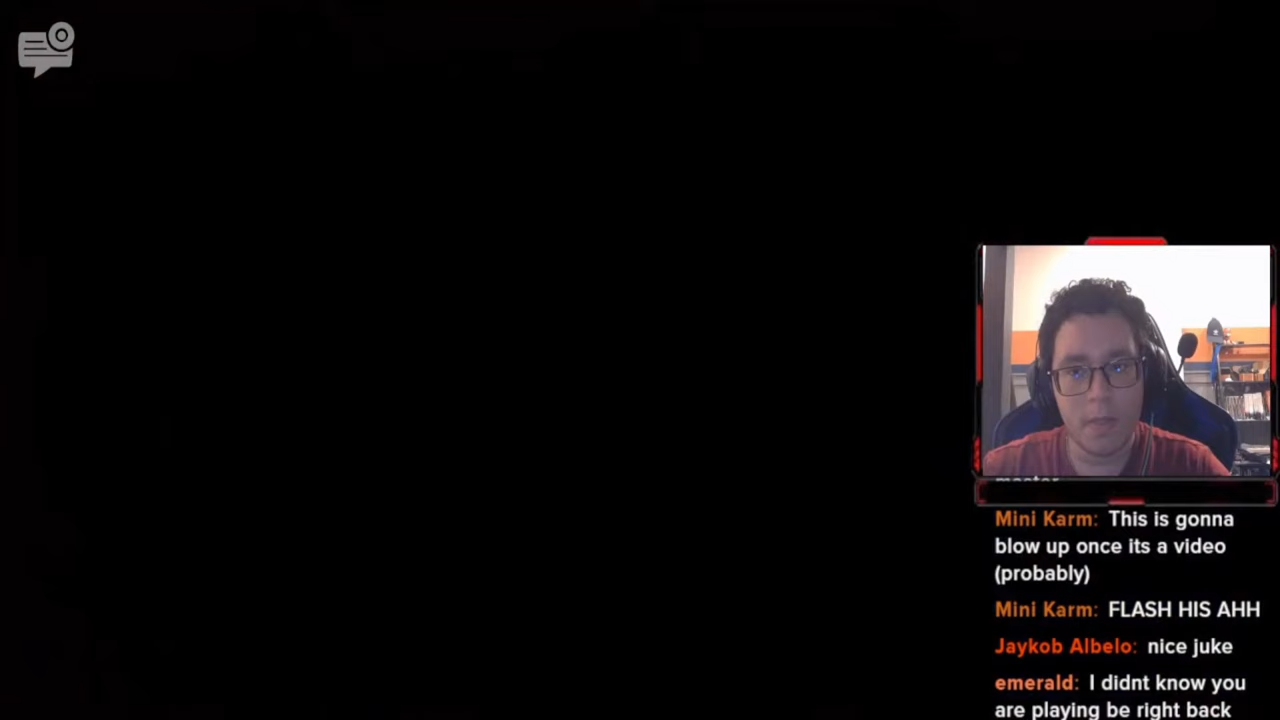 Mini Karm: This is gonna
blow up once its a video
(probably)
Mini Karm: FLASH HIS AHH
Jaykob Albelo: nice juke
emerald: I didnt know you
are playing be right back